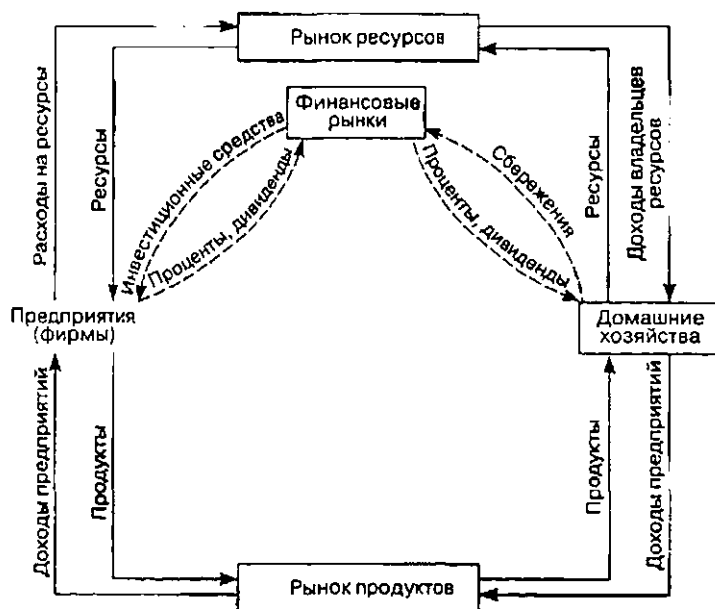 Рынок ресурсов
Финансовые
рынки
Расходы на ресурсы
Ресурсы
Инвестиционные средства
Проценты, дивиденды
Проценты, дивиденды
Сбережения
Ресурсы
Доходы владельцев
ресурсов
Предприятия
(фирмы)
Домашние
хозяйства
Доходы предприятий
Продукты
Продукты
Доходы предприятий
Рынок продуктов